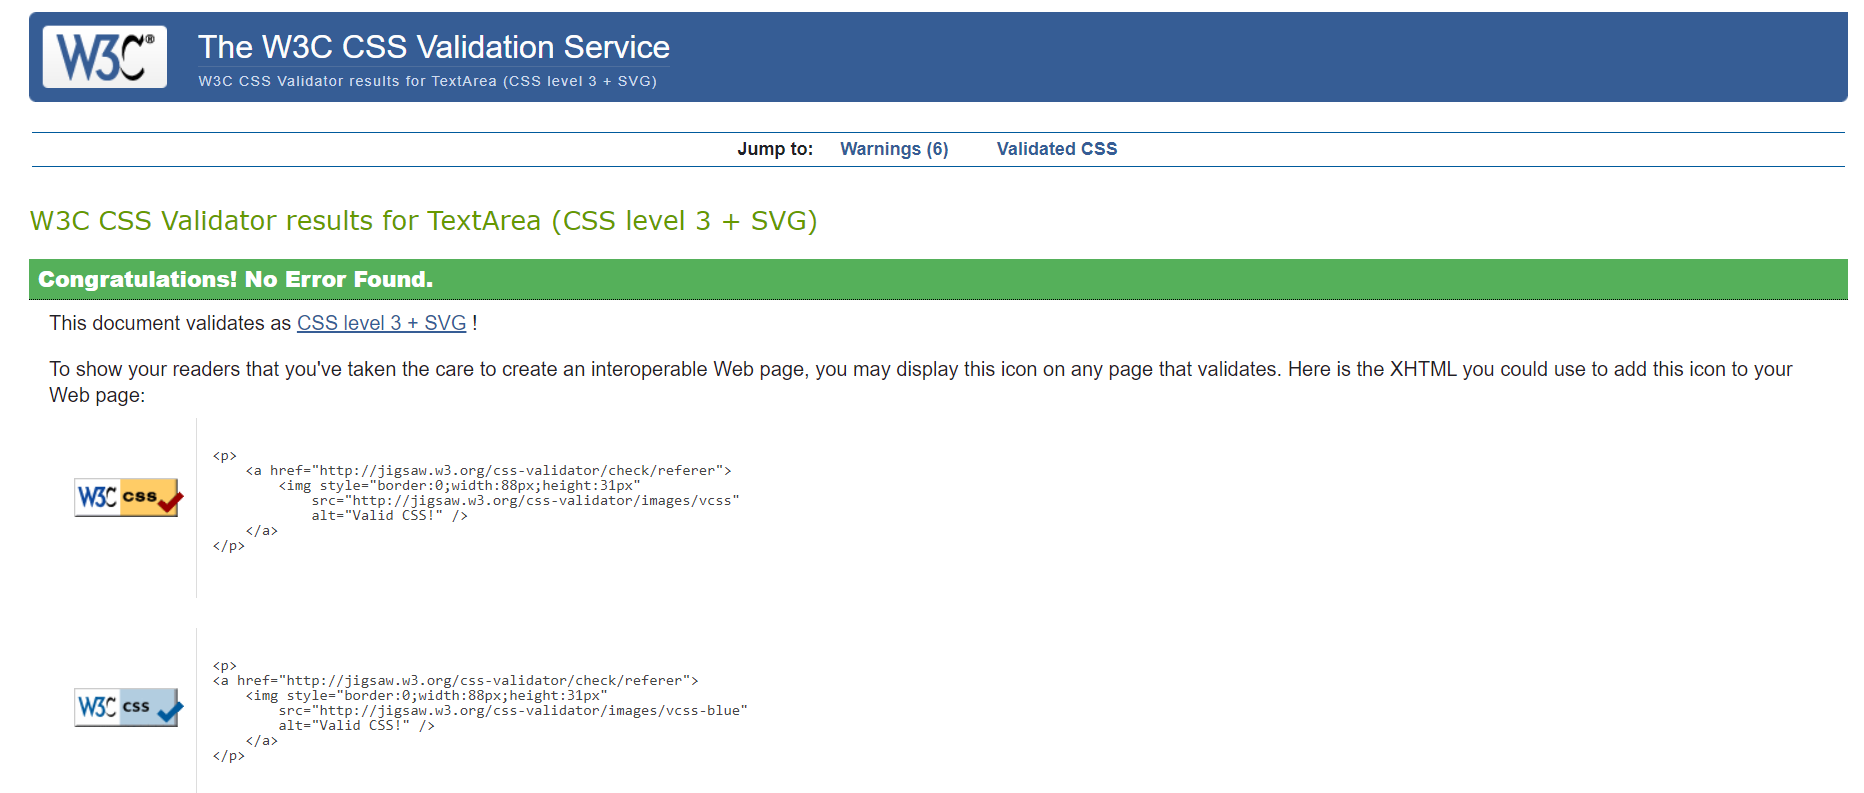 W3C®
The W3C CSS Validation Service
W3C CSS Validator results for TextArea (CSS level 3 + SVG)
Jump to: Warnings (6) Validated CSS
W3C CSS Validator results for TextArea (CSS level 3 + SVG)
Congratulations! No Error Found.
This document validates as CSS level 3 + SVG !
To show your readers that you've taken the care to create an interoperable Web page, you may display this icon on any page that validates. Here is the XHTML you could use to add this icon to your
Web page:
W3C css
<p>
    <a href="http://jigsaw.w3.org/css-validator/check/referer">
        <img style="border:0;width:88px;height:31px"
            src="http://jigsaw.w3.org/css-validator/images/vcss"
            alt="Valid CSS!" />
    </a>
</p>
W3C css
<p>
<a href="http://jigsaw.w3.org/css-validator/check/referer">
    <img style="border:0;width:88px;height:31px"
        src="http://jigsaw.w3.org/css-validator/images/vcss-blue"
        alt="Valid CSS!" />
    </a>
</p>